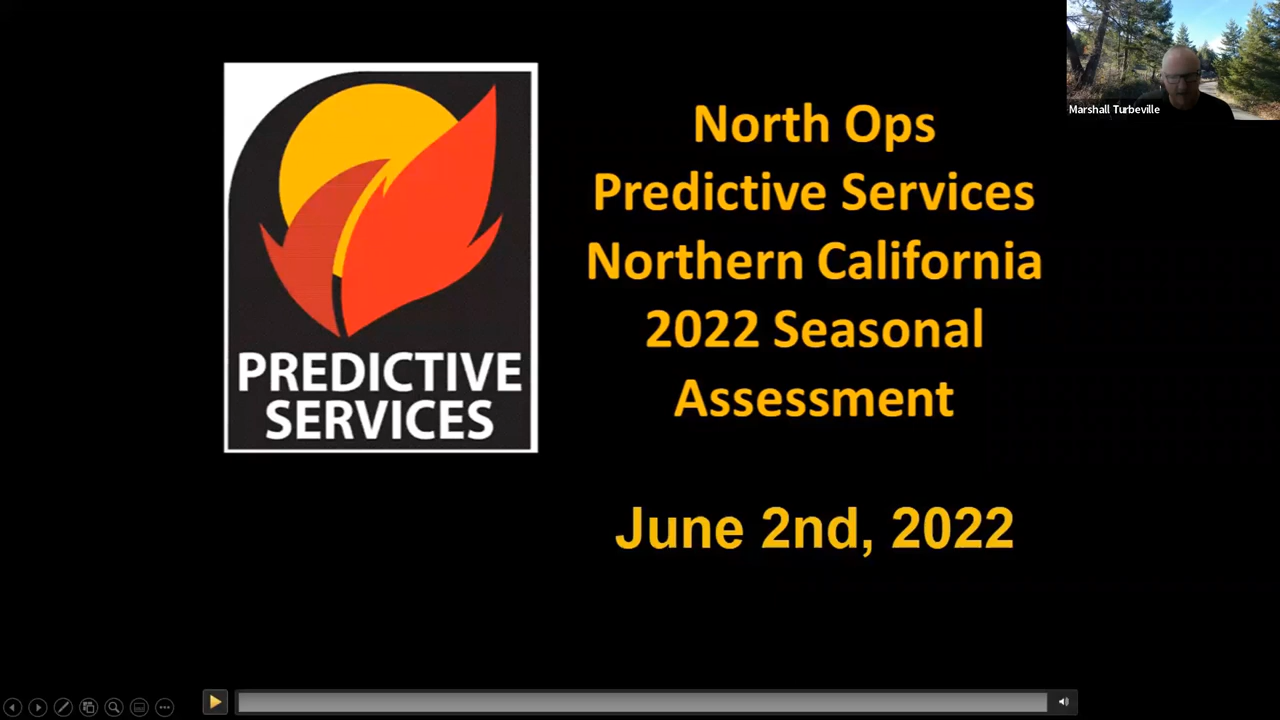 Marshall Turbeville
North Ops
Predictive Services
Northern California
2022 Seasonal
Assessment
PREDICTIVE
SERVICES
June 2nd, 2022